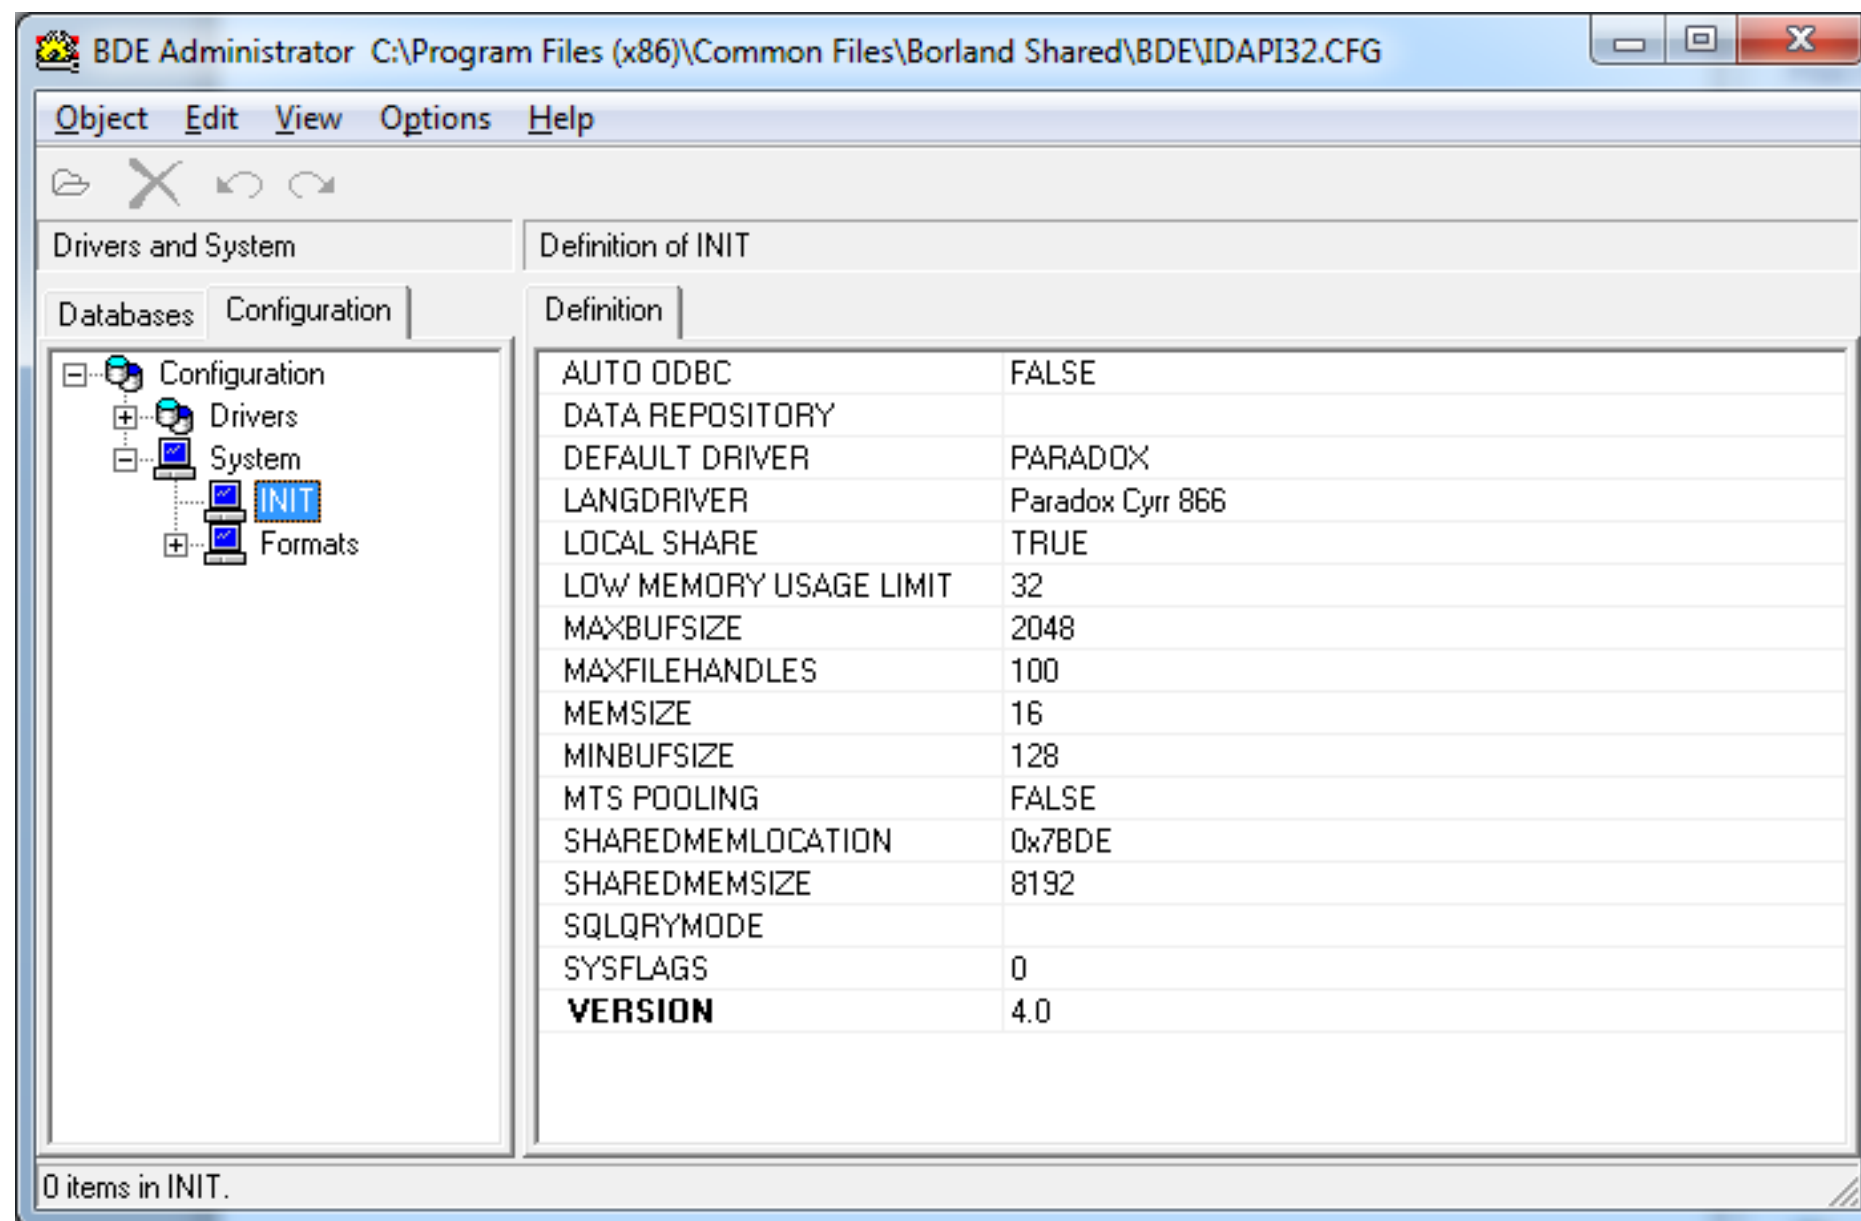 BDE Administrator C:\Program Files (x86)\Common Files\Borland Shared\BDE\IDAPI32.CFG
Object Edit View Options Help
Drivers and System Definition of INIT
Databases Configuration Definition
Configuration
Drivers
System
INIT
Formats
AUTO ODBC FALSE
DATA REPOSITORY
DEFAULT DRIVER PARADOX
LANGDRIVER Paradox Cyrr 866
LOCAL SHARE TRUE
LOW MEMORY USAGE LIMIT 32
MAXBUFSIZE 2048
MAXFILEHANDLES 100
MEMSIZE 16
MINBUFSIZE 128
MTS POOLING FALSE
SHAREDMEMLOCATION 0x7BDE
SHAREDMEMSIZE 8192
SQLQRYMODE
SYSFLAGS 0
VERSION 4.0
0 items in INIT.